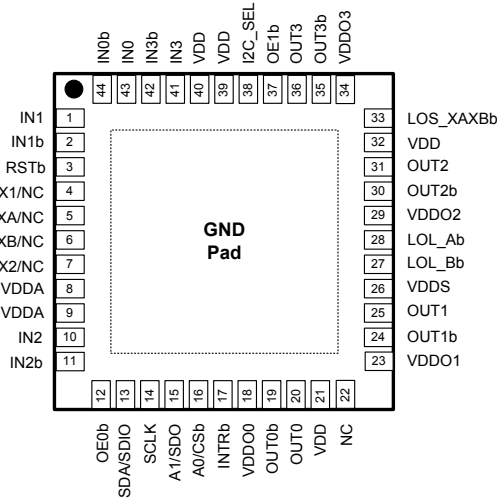 IN0b
IN0
IN3b
IN3
VDD
VDD
I2C_SEL
OE1b
OUT3
OUT3b
VDDO3
44 43 42 41 40 39 38 37 36 35 34
IN1 1
IN1b 2
RSTb 3
X1/NC 4
XA/NC 5
XB/NC 6
X2/NC 7
VDDA 8
VDDA 9
IN2 10
IN2b 11
GND
Pad
33 LOS_XAXBb
32 VDD
31 OUT2
30 OUT2b
29 VDDO2
28 LOL_Ab
27 LOL_Bb
26 VDDS
25 OUT1
24 OUT1b
23 VDDO1
12 13 14 15 16 17 18 19 20 21 22
OE0b
SDA/SDIO
SCLK
A1/SDO
A0/CSb
INTRb
VDDO0
OUT0b
OUT0
VDD
NC